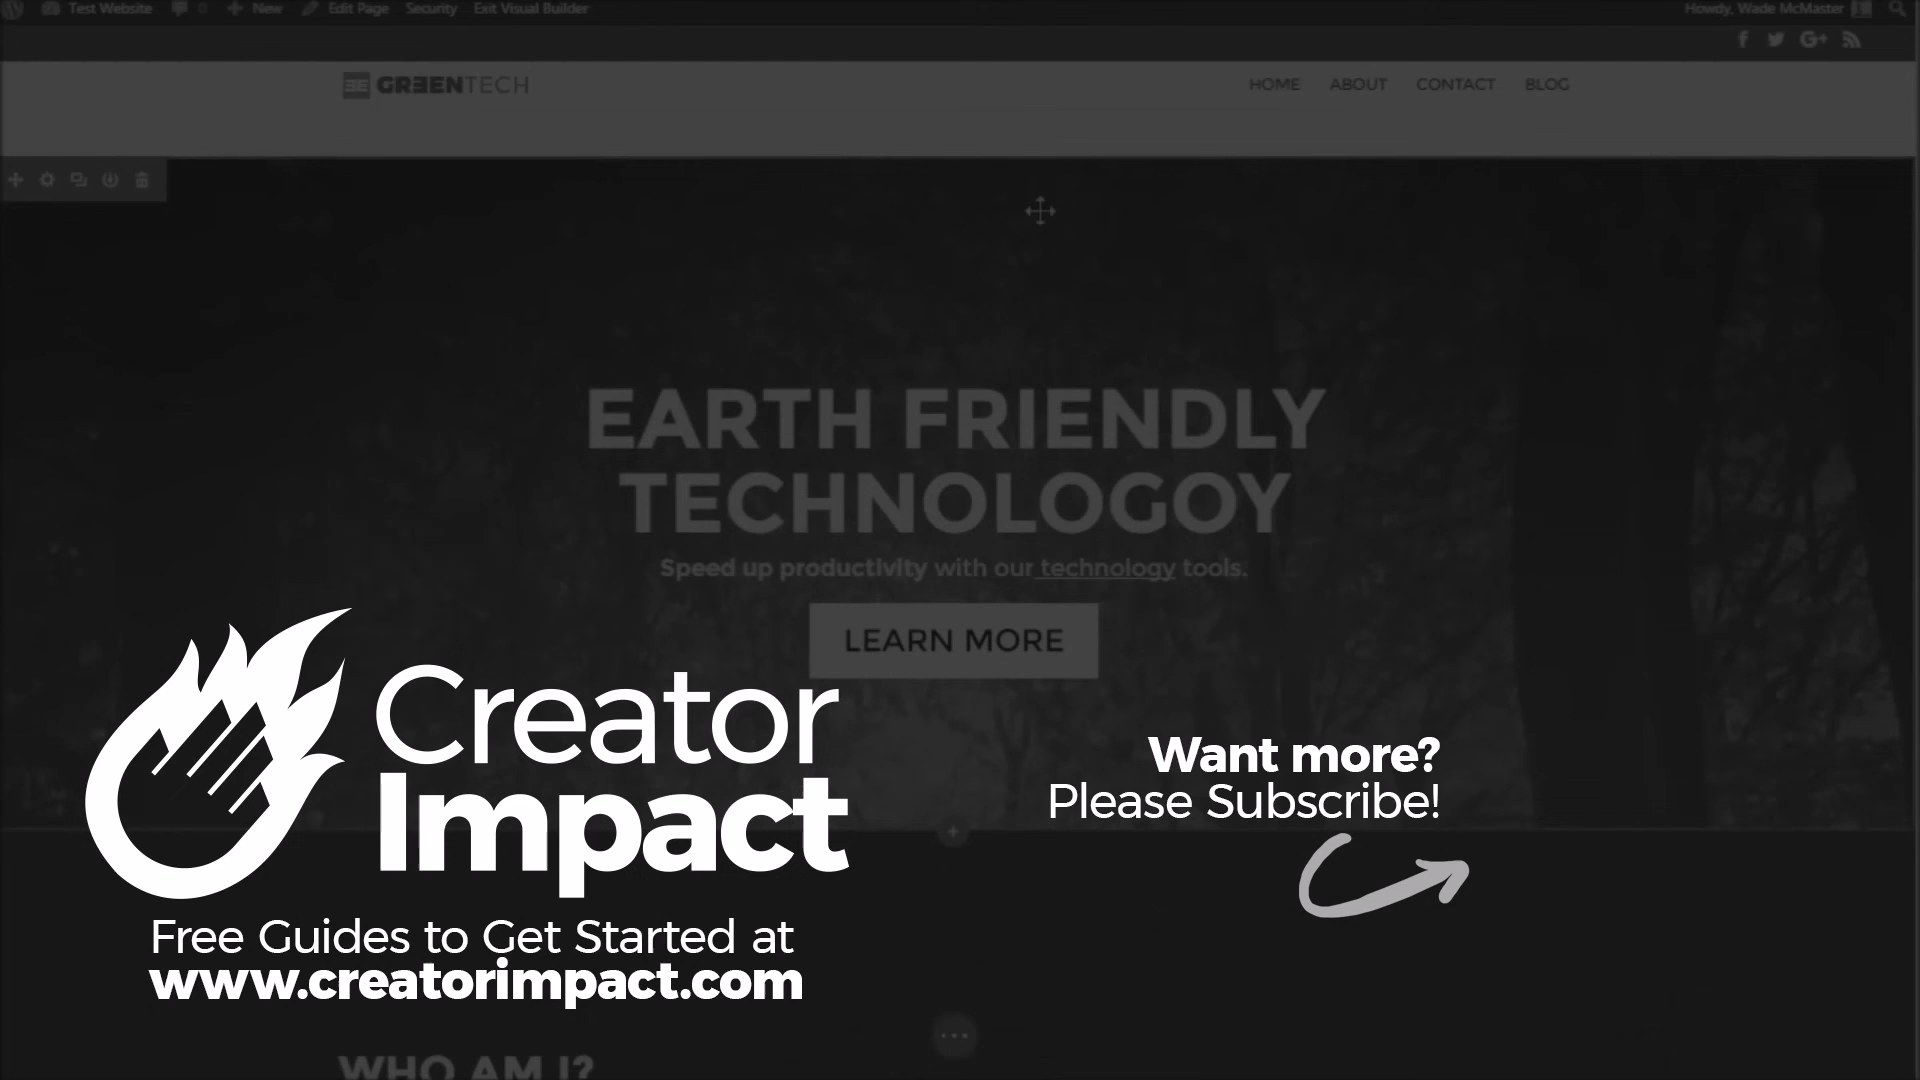 Test Website 0 New Edit Page Security Exit Visual Builder Howdy, Wade McMaster
GREENTECH HOME ABOUT CONTACT BLOG
EARTH FRIENDLY
TECHNOLOGOY
Speed up productivity with our technology tools.
LEARN MORE
Creator
Impact
Want more?
Please Subscribe!
Free Guides to Get Started at
www.creatorimpact.com
WHO AM I?